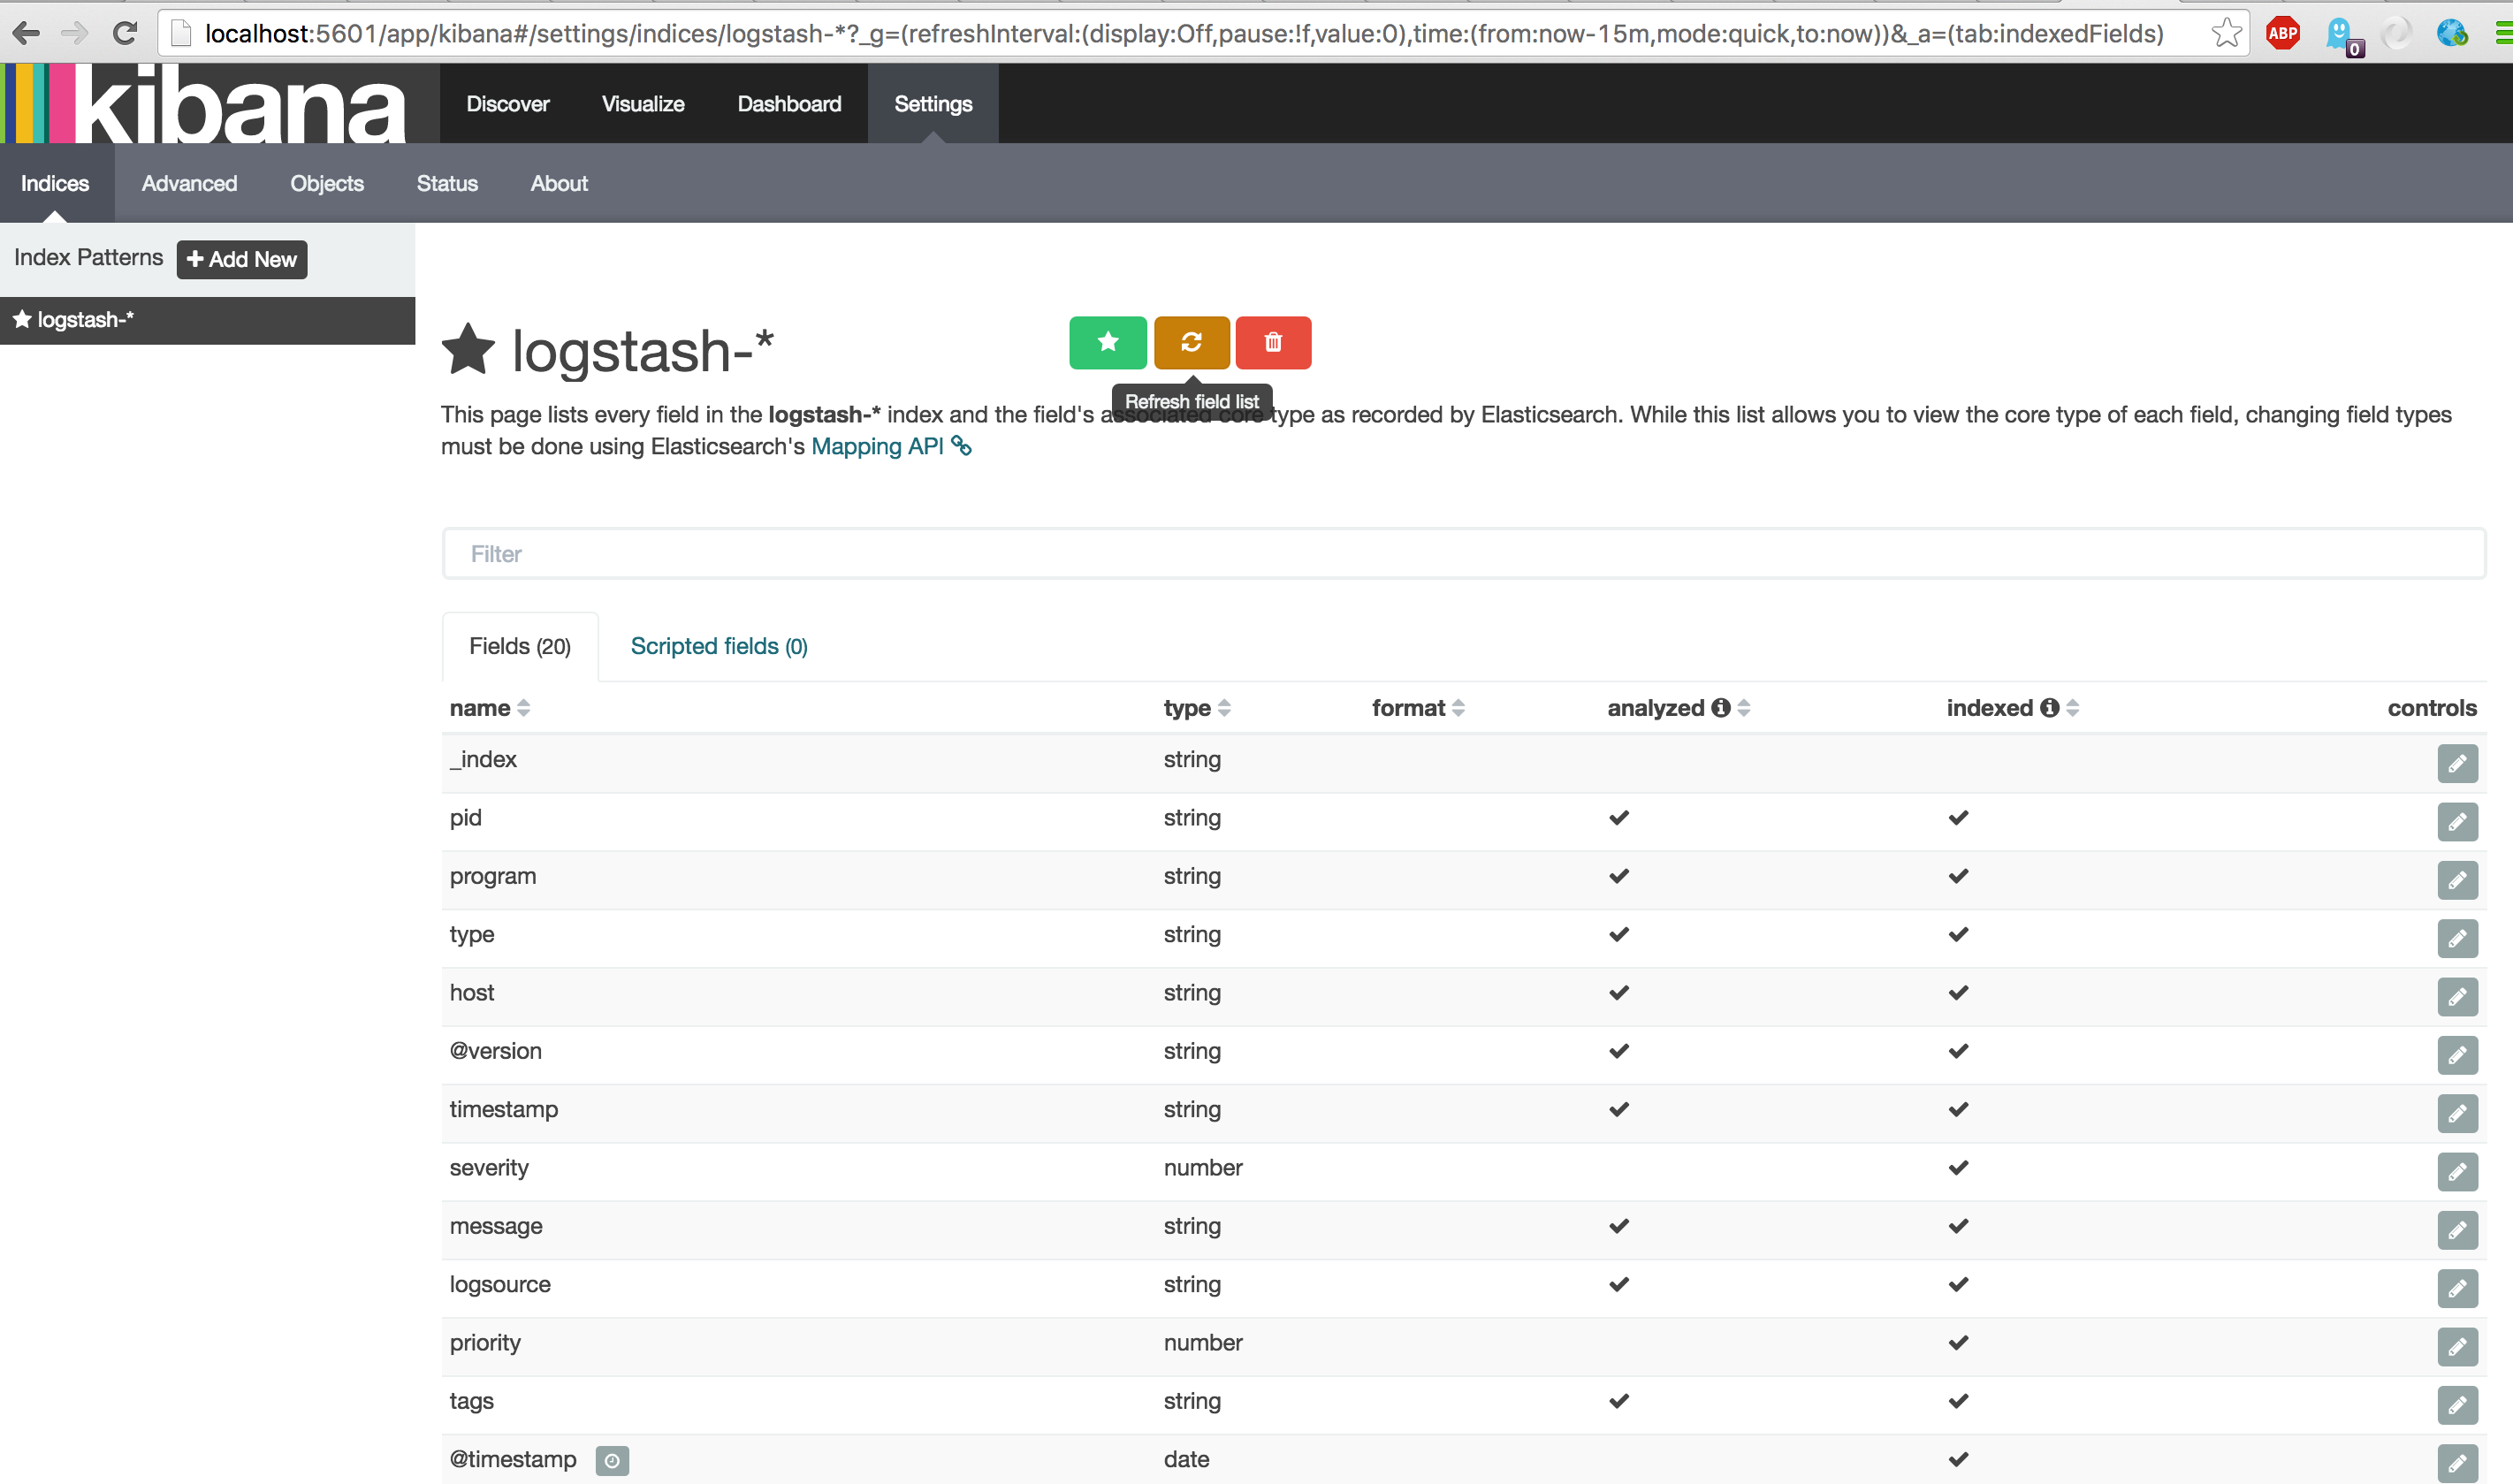 localhost:5601/app/kibana#/settings/indices/logstash-*?_g=(refreshInterval:(display:Off,pause:!f,value:0),time:(from:now-15m,mode:quick,to:now))&_a=(tab:indexedFields)
ABP
0
kibana
Discover Visualize Dashboard Settings
Indices Advanced Objects Status About
Index Patterns Add New
logstash-*
logstash-*
Refresh field list
This page lists every field in the logstash-* index and the field's associated core type as recorded by Elasticsearch. While this list allows you to view the core type of each field, changing field types
must be done using Elasticsearch's Mapping API
Filter
Fields (20) Scripted fields (0)
name type format analyzed indexed controls
_index string
pid string
program string
type string
host string
@version string
timestamp string
severity number
message string
logsource string
priority number
tags string
@timestamp date